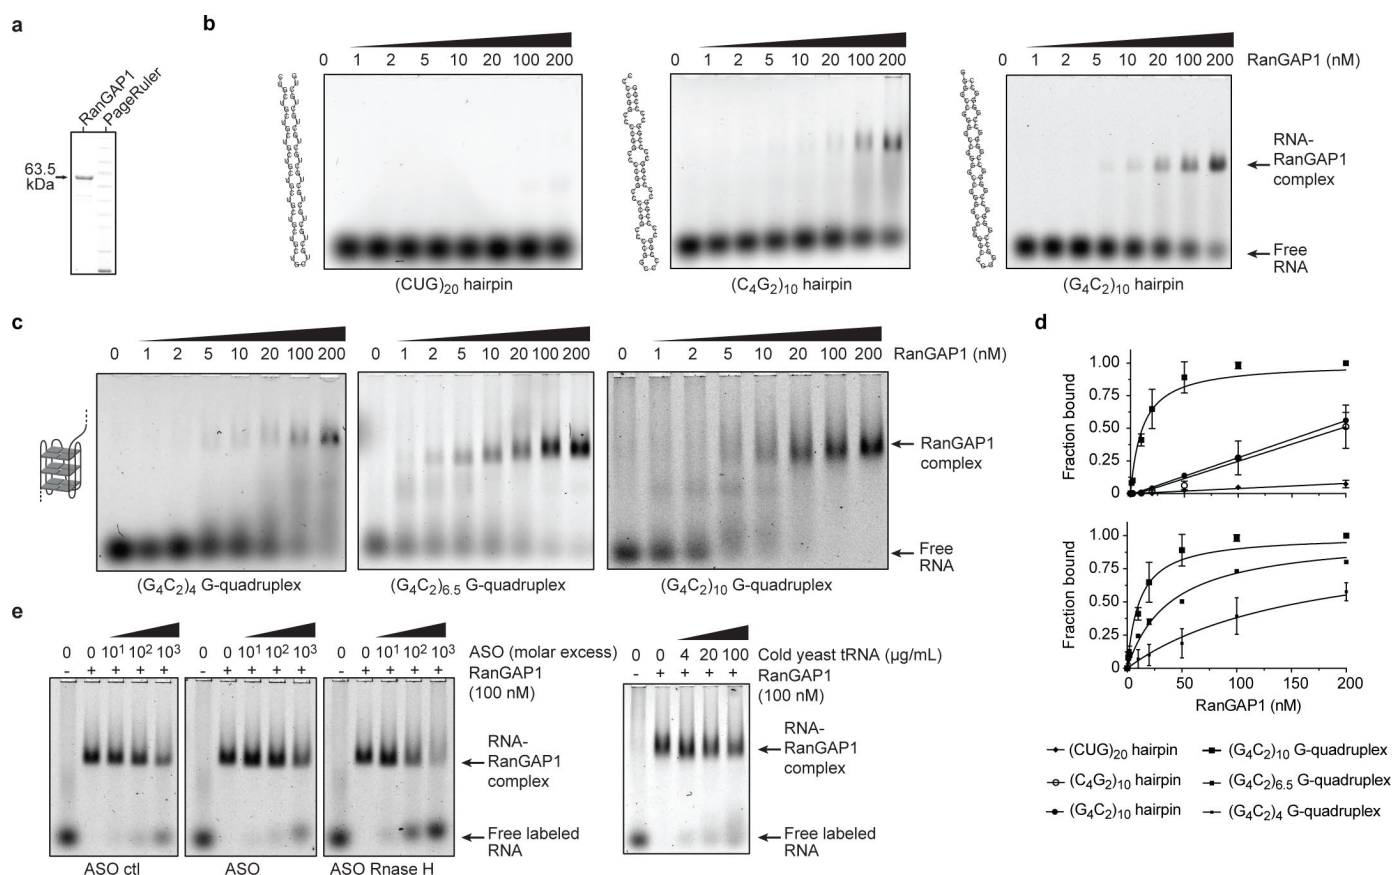 a
RanGAP1
PageRuler
63.5
kDa
b
0 1 2 5 10 20 100 200
0 1 2 5 10 20 100 200
0 1 2 5 10 20 100 200 RanGAP1 (nM)
RNA-
RanGAP1
complex
Free
RNA
(CUG)20 hairpin
(C4G2)10 hairpin
(G4C2)10 hairpin
c
0 1 2 5 10 20 100 200
0 1 2 5 10 20 100 200
0 1 2 5 10 20 100 200 RanGAP1 (nM)
RanGAP1
complex
Free
RNA
(G4C2)4 G-quadruplex
(G4C2)6.5 G-quadruplex
(G4C2)10 G-quadruplex
d
1.00
0.75
0.50
0.25
0
Fraction bound
1.00
0.75
0.50
0.25
0
Fraction bound
0 50 100 150 200
RanGAP1 (nM)
(CUG)20 hairpin
(C4G2)10 hairpin
(G4C2)10 hairpin
(G4C2)10 G-quadruplex
(G4C2)6.5 G-quadruplex
(G4C2)4 G-quadruplex
e
0 0 101 102 103
0 0 101 102 103
0 0 101 102 103 ASO (molar excess)
- + + + +
- + + + +
- + + + + RanGAP1
(100 nM)
RNA-
RanGAP1
complex
Free labeled
RNA
ASO ctl
ASO
ASO Rnase H
0 0 4 20 100 Cold yeast tRNA (µg/mL)
- + + + + RanGAP1
(100 nM)
RNA-
RanGAP1
complex
Free labeled
RNA